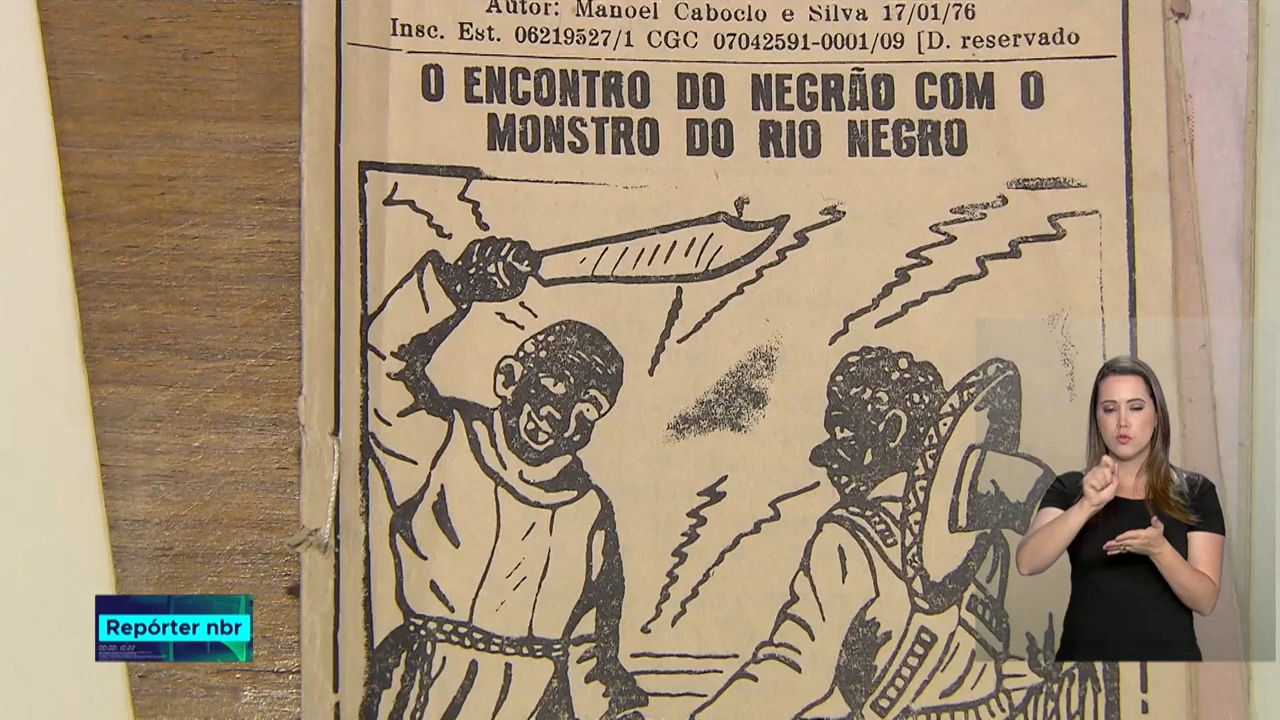 Autor: Manoel Caboclo e Silva 17/01/76
Insc. Est. 06219527/1 CGC 07042591-0001/09 [D. reservado
O ENCONTRO DO NEGRÃO COM O
MONSTRO DO RIO NEGRO
Repórter nbr